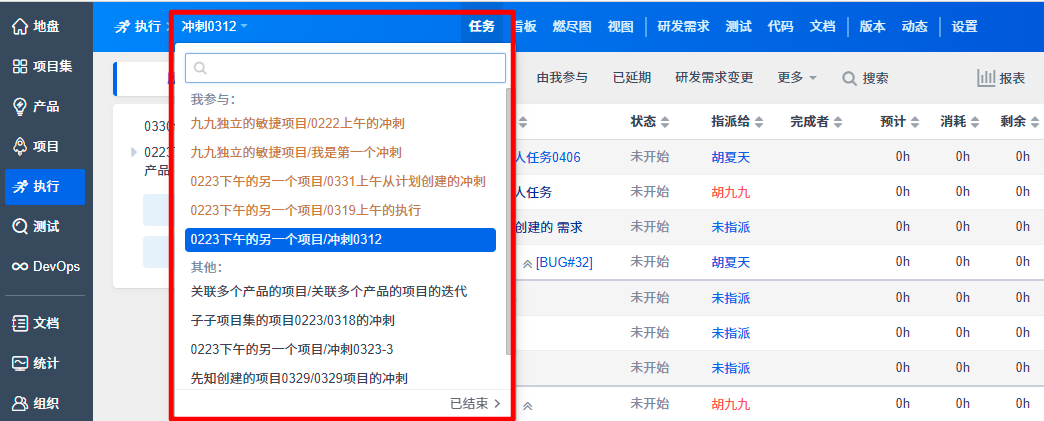 地盘
项目集
产品
项目
执行
测试
DevOps
文档
统计
组织
执行 冲刺0312 任务 看板 燃尽图 视图 研发需求 测试 代码 文档 版本 动态 设置
由我参与 已延期 研发需求变更 更多 搜索 报表
我参与：
九九独立的敏捷项目/0222上午的冲刺
九九独立的敏捷项目/我是第一个冲刺
0223下午的另一个项目/0331上午从计划创建的冲刺
0223下午的另一个项目/0319上午的执行
0223下午的另一个项目/冲刺0312
其他：
关联多个产品的项目/关联多个产品的项目的迭代
子子项目集的项目0223/0318的冲刺
0223下午的另一个项目/冲刺0323-3
先知创建的项目0329/0329项目的冲刺
已结束
0330
0223
产品
状态 指派给 完成者 预计 消耗 剩余
人任务0406 未开始 胡夏天 0h 0h 0h
人任务 未开始 胡九九 0h 0h 0h
创建的 需求 未开始 未指派 0h 0h 0h
[BUG#32] 未开始 胡夏天 0h 0h 0h
未开始 未指派 0h 0h 0h
未开始 未指派 0h 0h 0h
未开始 未指派 0h 0h 0h
未开始 胡九九 0h 0h 0h